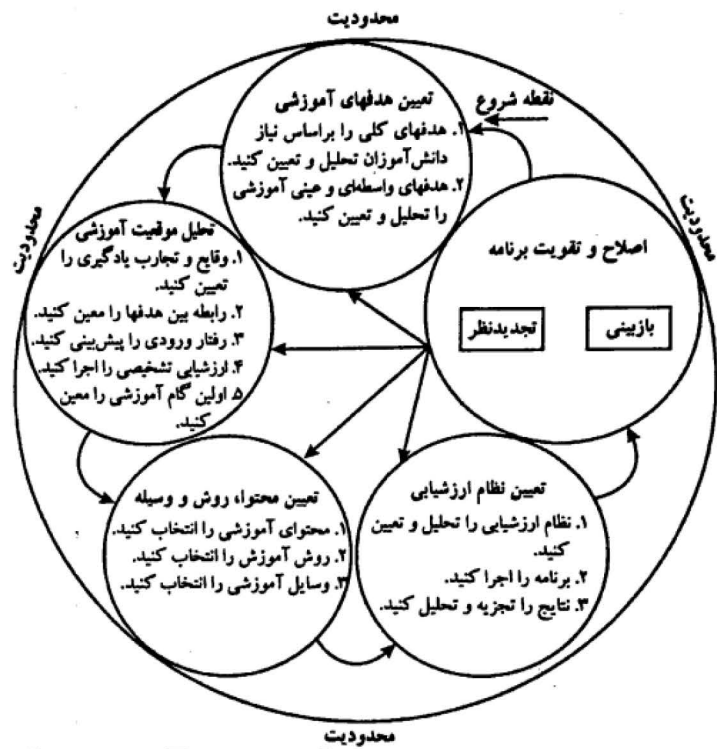 محدودیت
نقطه شروع
تعیین هدفهای آموزشی
۱. هدفهای کلی را براساس نیاز
دانش‌آموزان تحلیل و تعیین کنید.
۲. هدفهای واسطه‌ای و عینی آموزشی
را تحلیل و تعیین کنید.
محدودیت
محدودیت
تحلیل موقعیت آموزشی
۱. وقایع و تجارب یادگیری را
تعیین کنید.
۲. رابطه بین هدفها را معین کنید.
۳. رفتار ورودی را پیش‌بینی کنید.
۴. ارزشیابی تشخیصی را اجرا کنید.
۵. اولین گام آموزشی را معین
کنید.
تعیین محتوا، روش و وسیله
۱. محتوای آموزشی را انتخاب کنید.
۲. روش آموزش را انتخاب کنید.
۳. وسایل آموزشی را انتخاب کنید.
تعیین نظام ارزشیابی
۱. نظام ارزشیابی را تحلیل و تعیین
کنید.
۲. برنامه را اجرا کنید.
۳. نتایج را تجزیه و تحلیل کنید.
اصلاح و تقویت برنامه
بازبینی
تجدیدنظر
محدودیت